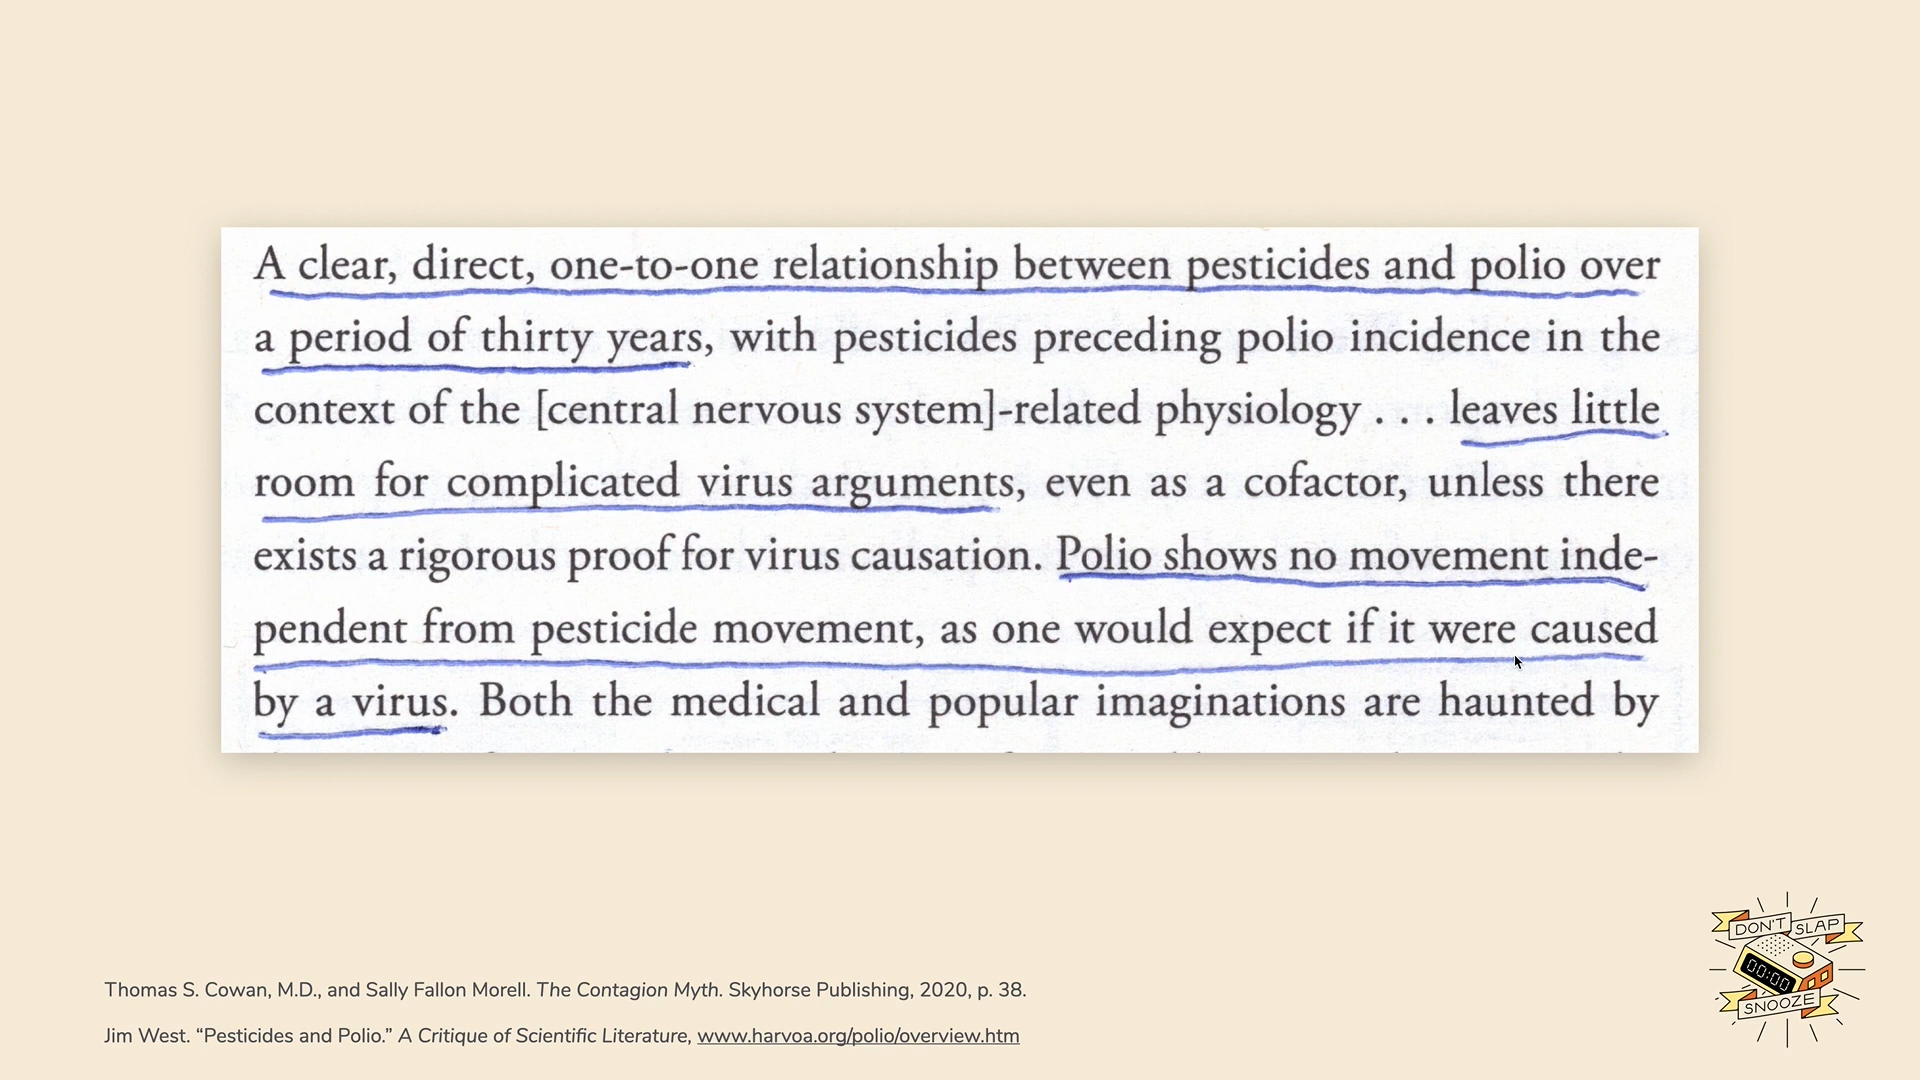 A clear, direct, one-to-one relationship between pesticides and polio over
a period of thirty years, with pesticides preceding polio incidence in the
context of the [central nervous system]-related physiology . . . leaves little
room for complicated virus arguments, even as a cofactor, unless there
exists a rigorous proof for virus causation. Polio shows no movement inde-
pendent from pesticide movement, as one would expect if it were caused
by a virus. Both the medical and popular imaginations are haunted by
DON'T SLAP
00:00
SNOOZE
Thomas S. Cowan, M.D., and Sally Fallon Morell. The Contagion Myth. Skyhorse Publishing, 2020, p. 38.
Jim West. “Pesticides and Polio.” A Critique of Scientific Literature, www.harvoa.org/polio/overview.htm